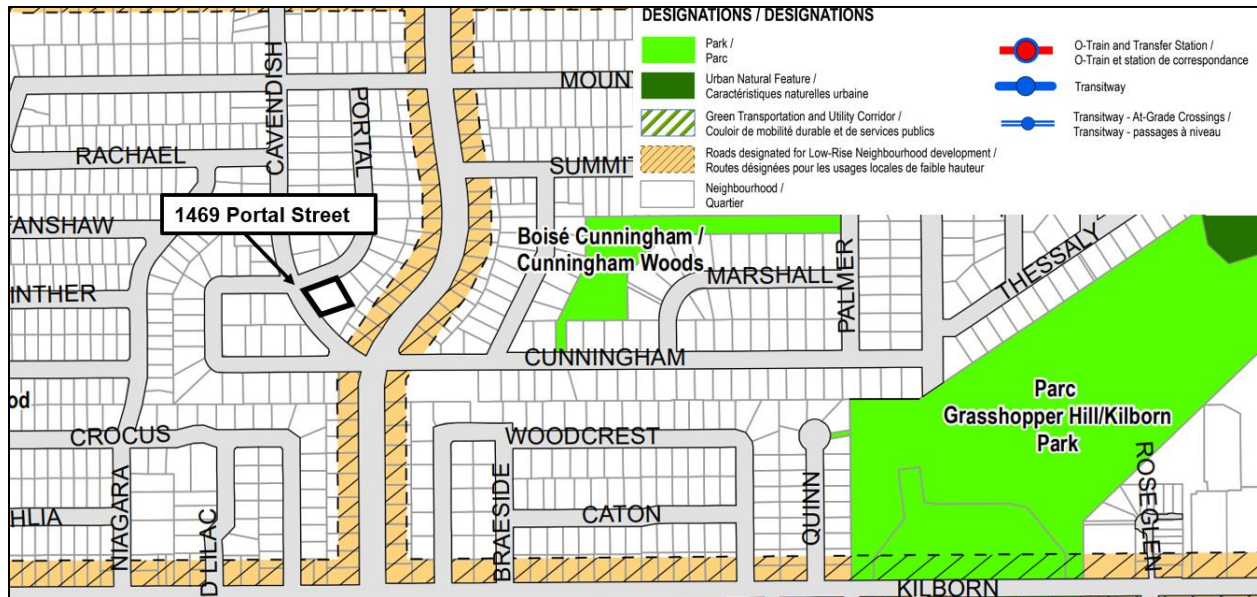 DESIGNATIONS / DESIGNATIONS
Park /
Parc
Urban Natural Feature /
Caractéristiques naturelles urbaine
Green Transportation and Utility Corridor /
Couloir de mobilité durable et de services publics
Roads designated for Low-Rise Neighbourhood development /
Routes désignées pour les usages locales de faible hauteur
Neighbourhood /
Quartier
O-Train and Transfer Station /
O-Train et station de correspondance
Transitway
Transitway - At-Grade Crossings /
Transitway - passages à niveau
CAVENDISH
PORTAL
MOUN
RACHAEL
SUMMIT
1469 Portal Street
FANSHAW
INTHER
Boisé Cunningham /
Cunningham Woods
MARSHALL
PALMER
THESSALY
CUNNINGHAM
od
Parc
Grasshopper Hill/Kilborn
Park
CROCUS
WOODCREST
NIAGARA
D LILAC
BRAESIDE
CATON
QUINN
ROSEGLEN
HLIA
KILBORN